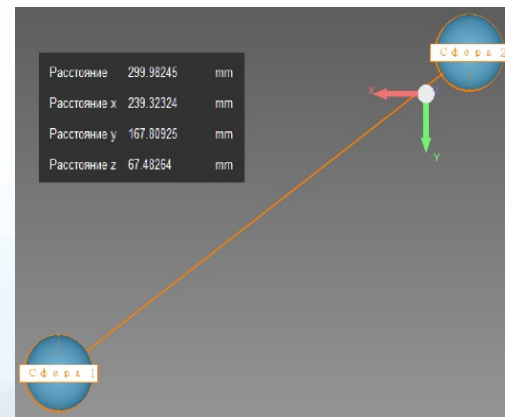 Сфера 2
Расстояние 299.98245 mm
Расстояние x 239.32324 mm
Расстояние y 167.80925 mm
Расстояние z 67.48264 mm
X
Z
Y
Сфера 1